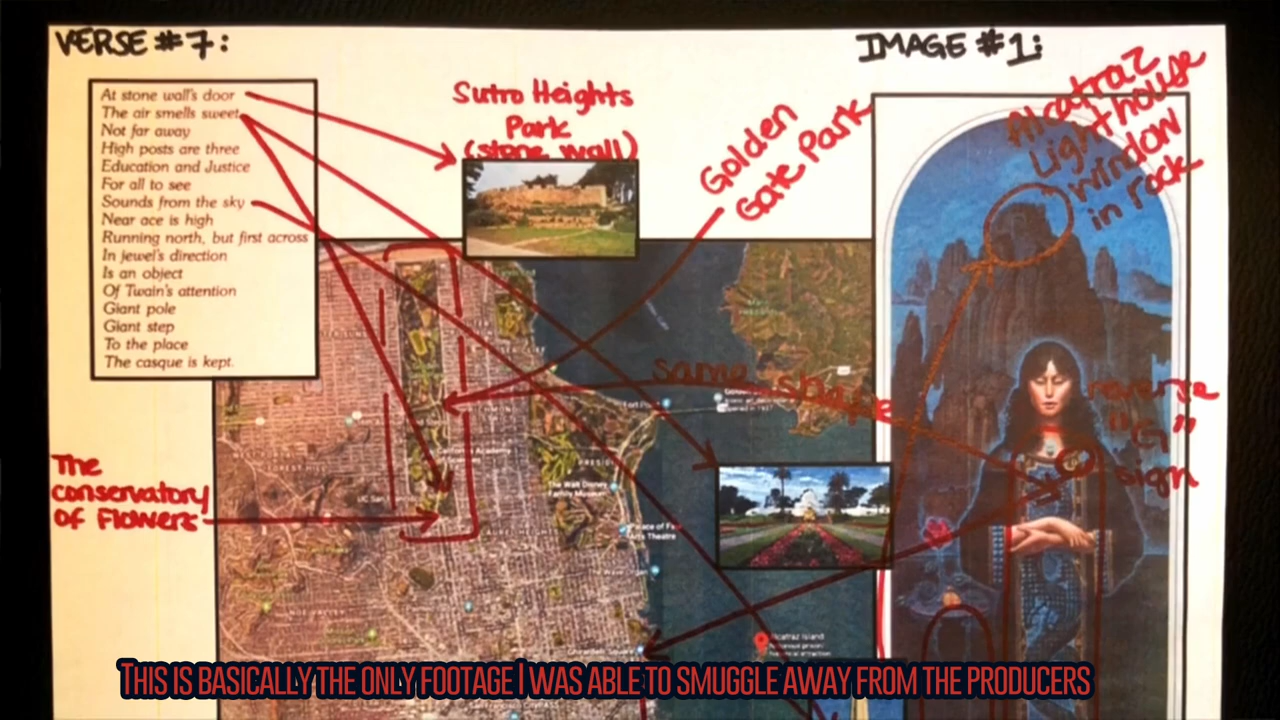 VERSE #7:
IMAGE #1:
At stone wall's door
The air smells sweet
Not far away
High posts are three
Education and Justice
For all to see
Sounds from the sky
Near ace is high
Running north, but first across
In jewel's direction
Is an object
Of Twain's attention
Giant pole
Giant step
To the place
The casque is kept.
Sutro Heights
Park
(stone wall)
Golden
Gate Park
Alcatraz
Lighthouse
window
in rock
same shape
reverse
"G"
sign
The
conservatory
OF Flowers
The Walt Disney
Family Museum
Palace of Fine
Arts Theatre
Alcatraz Island
Ghirardelli Square
THIS IS BASICALLY THE ONLY FOOTAGE I WAS ABLE TO SMUGGLE AWAY FROM THE PRODUCERS